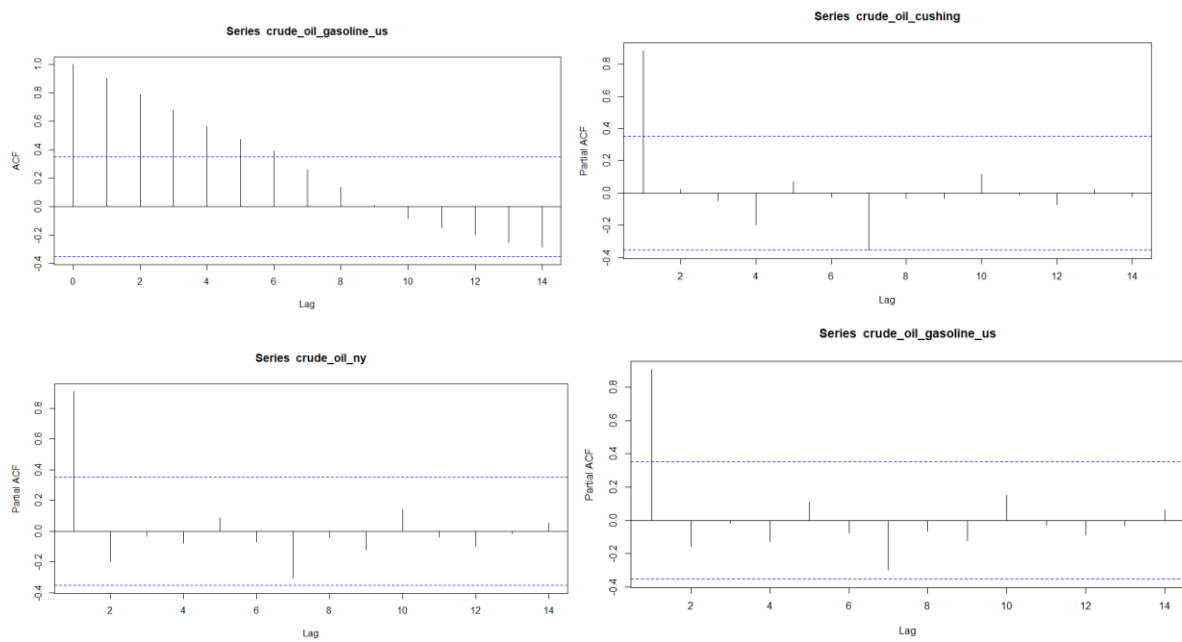 Series crude_oil_gasoline_us
ACF
1.0
0.8
0.6
0.4
0.2
0.0
-0.2
-0.4
0 2 4 6 8 10 12 14
Lag
Series crude_oil_cushing
Partial ACF
0.8
0.6
0.4
0.2
0.0
-0.2
-0.4
2 4 6 8 10 12 14
Lag
Series crude_oil_ny
Partial ACF
0.8
0.6
0.4
0.2
0.0
-0.2
-0.4
2 4 6 8 10 12 14
Lag
Series crude_oil_gasoline_us
Partial ACF
0.8
0.6
0.4
0.2
0.0
-0.2
-0.4
2 4 6 8 10 12 14
Lag